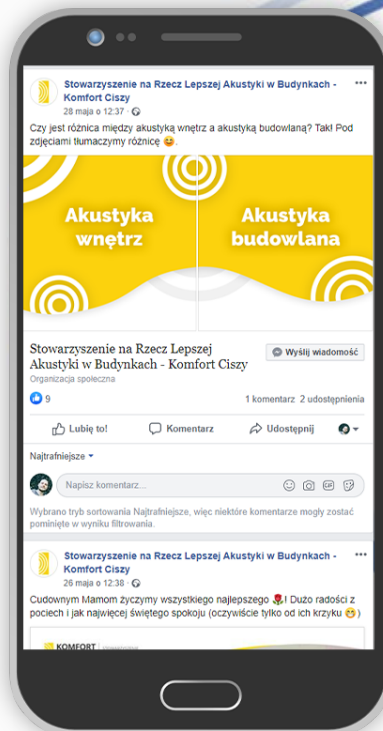 Stowarzyszenie na Rzecz Lepszej Akustyki w Budynkach -
Komfort Ciszy
28 maja o 12:37 ·
Czy jest różnica między akustyką wnętrz a akustyką budowlaną? Tak! Pod
zdjęciami tłumaczymy różnicę 😄.
Akustyka
wnętrz
Akustyka
budowlana
Stowarzyszenie na Rzecz Lepszej
Akustyki w Budynkach - Komfort Ciszy
Organizacja społeczna
Wyślij wiadomość
9
1 komentarz 2 udostępnienia
Lubię to!
Komentarz
Udostępnij
Najtrafniejsze
Napisz komentarz...
GIF
Wybrano tryb sortowania Najtrafniejsze, więc niektóre komentarze mogły zostać
pominięte w wyniku filtrowania.
Stowarzyszenie na Rzecz Lepszej Akustyki w Budynkach -
Komfort Ciszy
26 maja o 12:38 ·
Cudownym Mamom życzymy wszystkiego najlepszego 🌷! Dużo radości z
pociech i jak najwięcej świętego spokoju (oczywiście tylko od ich krzyku 😁)
KOMFORT